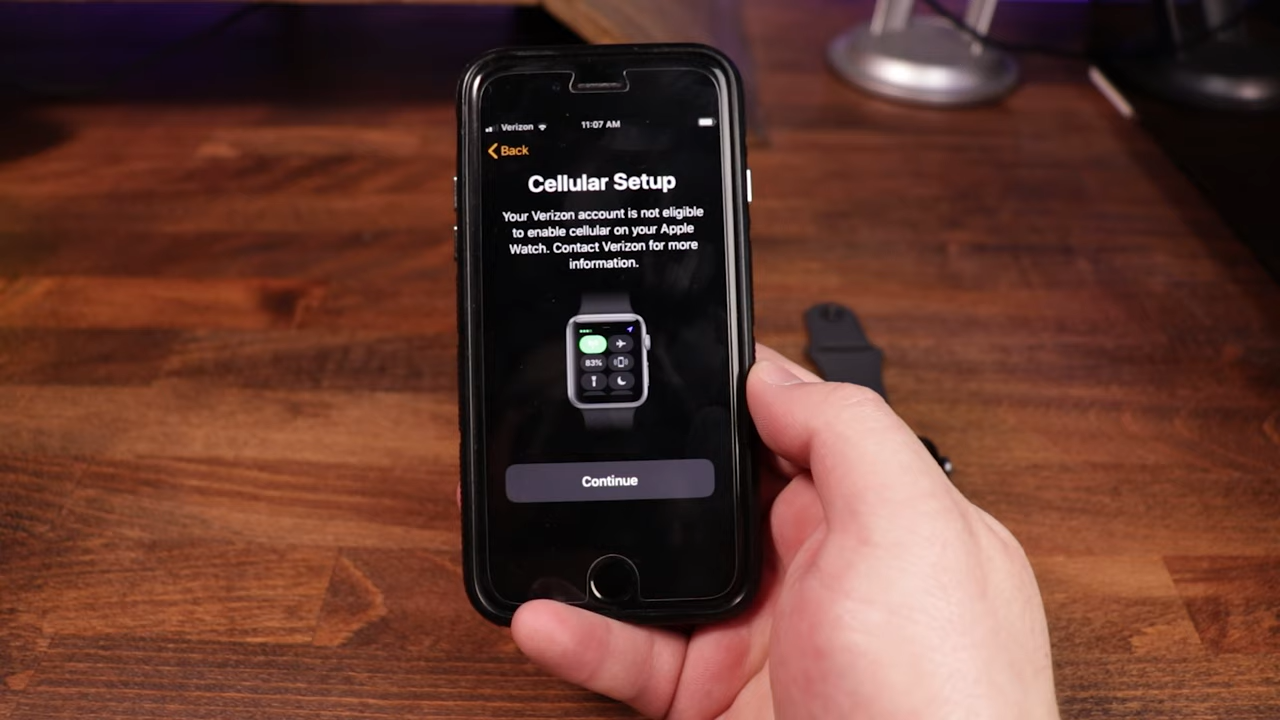 Verizon 11:07 AM
Back
Cellular Setup
Your Verizon account is not eligible
to enable cellular on your Apple
Watch. Contact Verizon for more
information.
83%
Continue